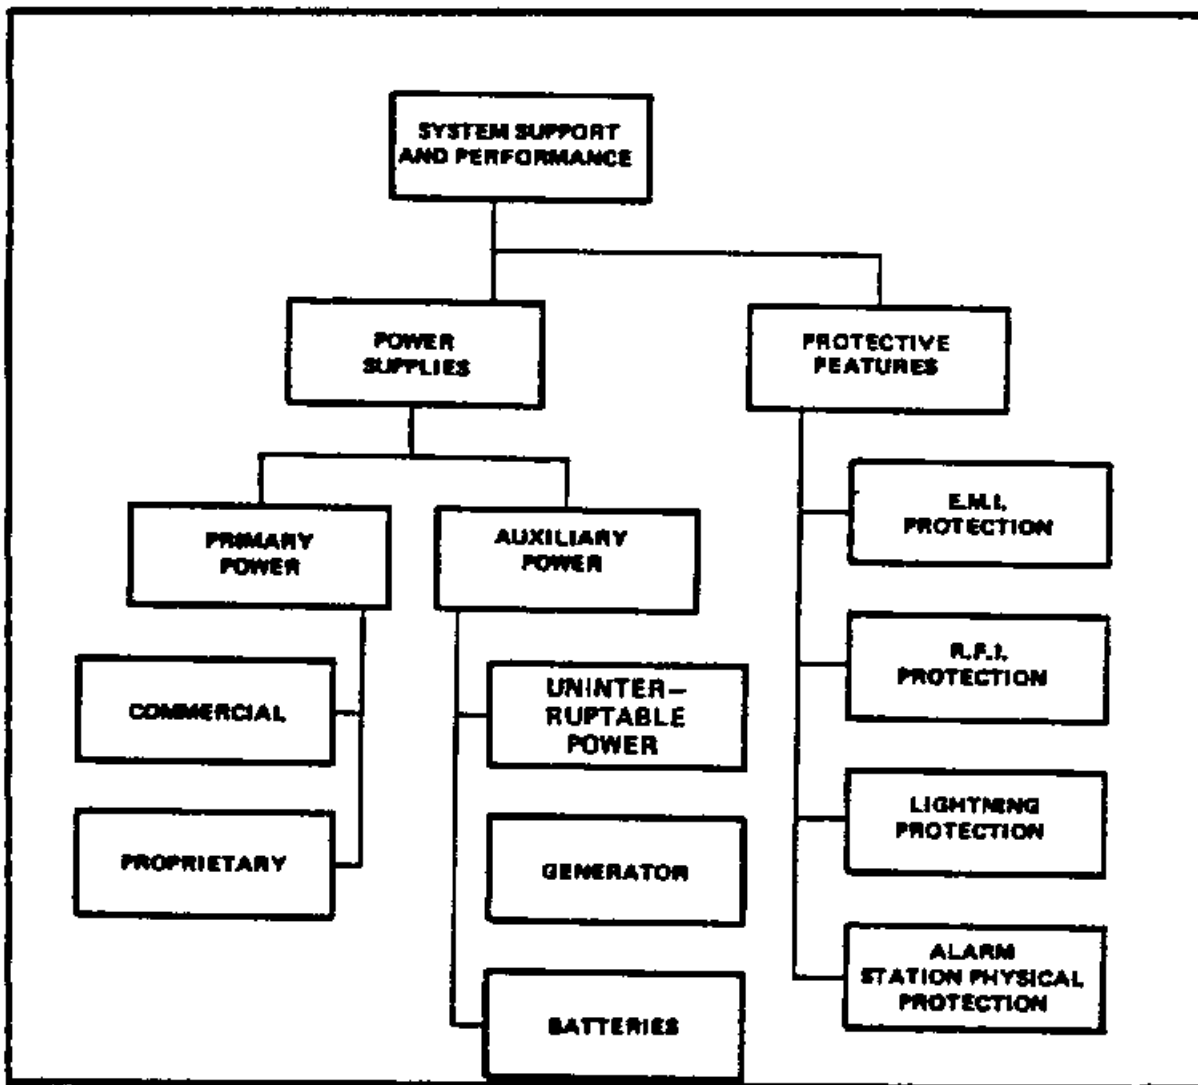 SYSTEM SUPPORT
AND PERFORMANCE
POWER
SUPPLIES
PROTECTIVE
FEATURES
PRIMARY
POWER
AUXILIARY
POWER
COMMERCIAL
PROPRIETARY
UNINTER–
RUPTABLE
POWER
GENERATOR
BATTERIES
E.M.I.
PROTECTION
R.F.I.
PROTECTION
LIGHTNING
PROTECTION
ALARM
STATION PHYSICAL
PROTECTION